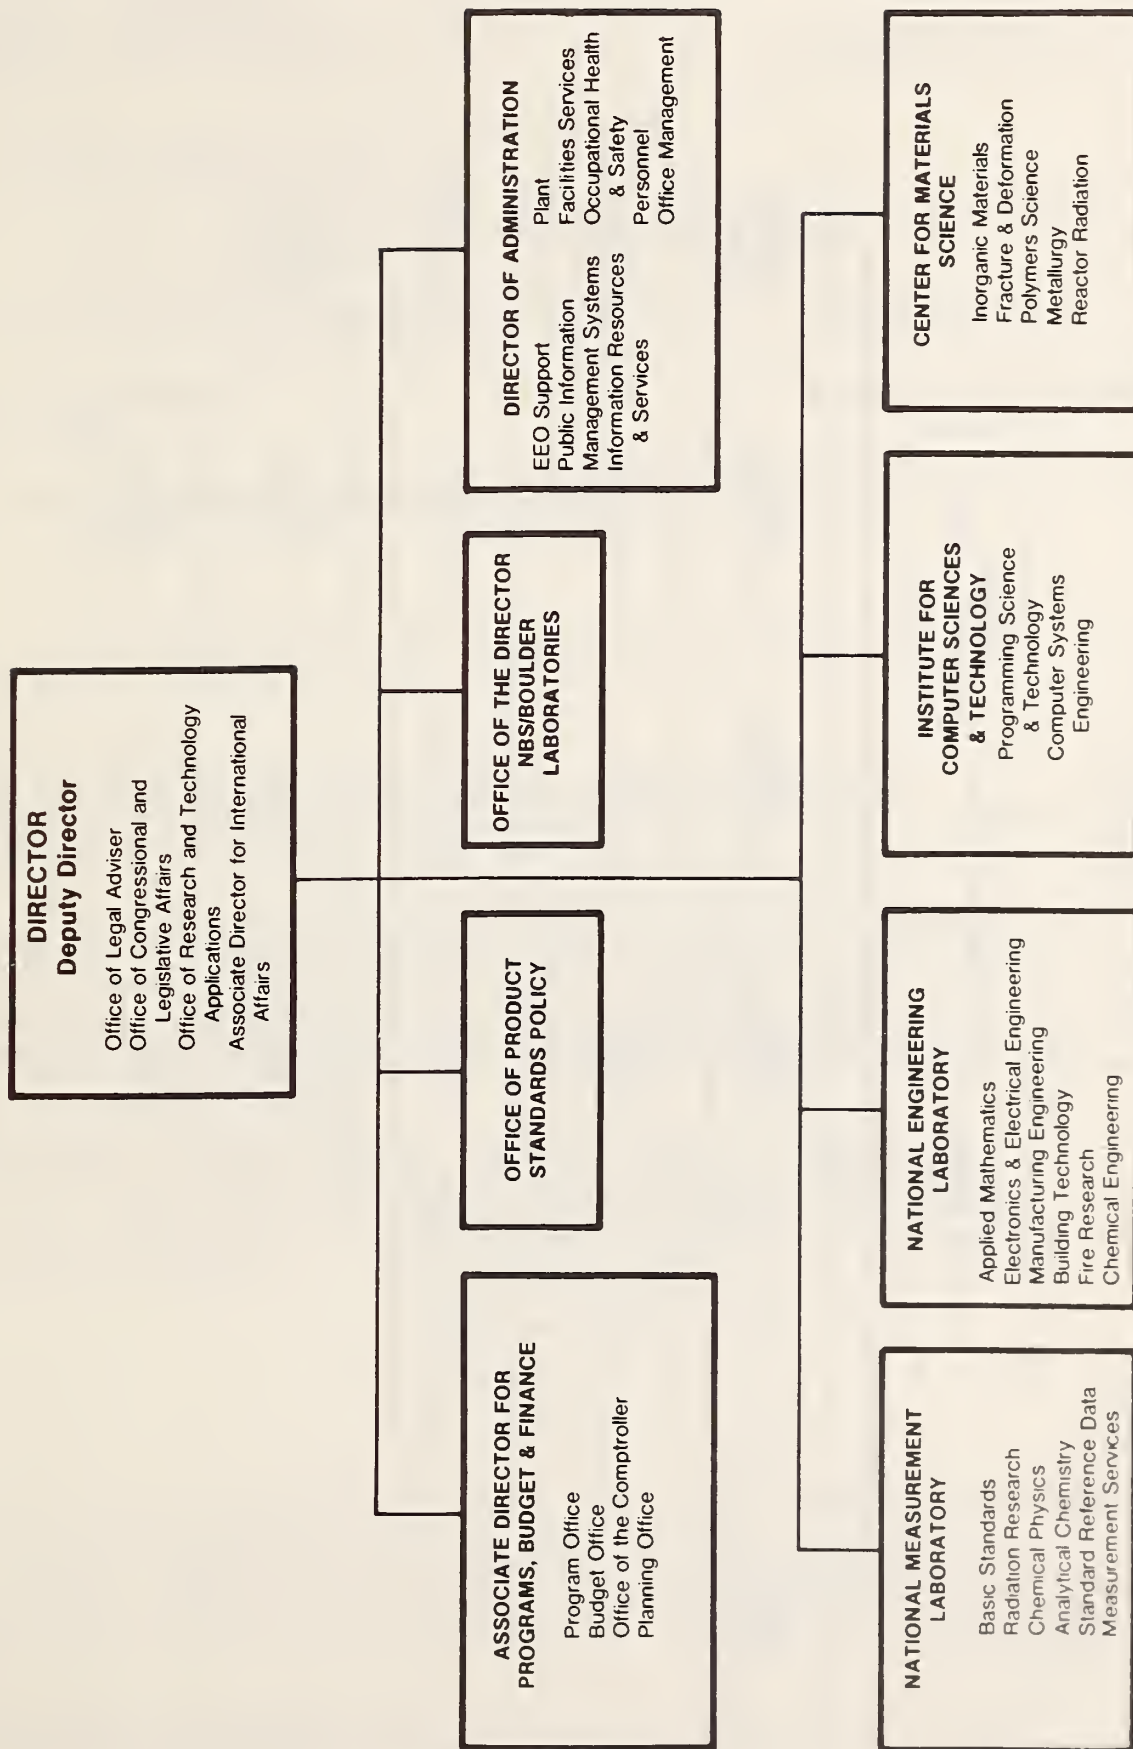 DIRECTOR
Deputy Director
Office of Legal Adviser
Office of Congressional and
Legislative Affairs
Office of Research and Technology
Applications
Associate Director for International
Affairs
ASSOCIATE DIRECTOR FOR
PROGRAMS, BUDGET & FINANCE
Program Office
Budget Office
Office of the Comptroller
Planning Office
OFFICE OF PRODUCT
STANDARDS POLICY
OFFICE OF THE DIRECTOR
NBS/BOULDER
LABORATORIES
DIRECTOR OF ADMINISTRATION
EEO Support
Public Information
Management Systems
Information Resources
& Services
Plant
Facilities Services
Occupational Health
& Safety
Personnel
Office Management
NATIONAL MEASUREMENT
LABORATORY
Basic Standards
Radiation Research
Chemical Physics
Analytical Chemistry
Standard Reference Data
Measurement Services
NATIONAL ENGINEERING
LABORATORY
Applied Mathematics
Electronics & Electrical Engineering
Manufacturing Engineering
Building Technology
Fire Research
Chemical Engineering
INSTITUTE FOR
COMPUTER SCIENCES
& TECHNOLOGY
Programming Science
& Technology
Computer Systems
Engineering
CENTER FOR MATERIALS
SCIENCE
Inorganic Materials
Fracture & Deformation
Polymers Science
Metallurgy
Reactor Radiation